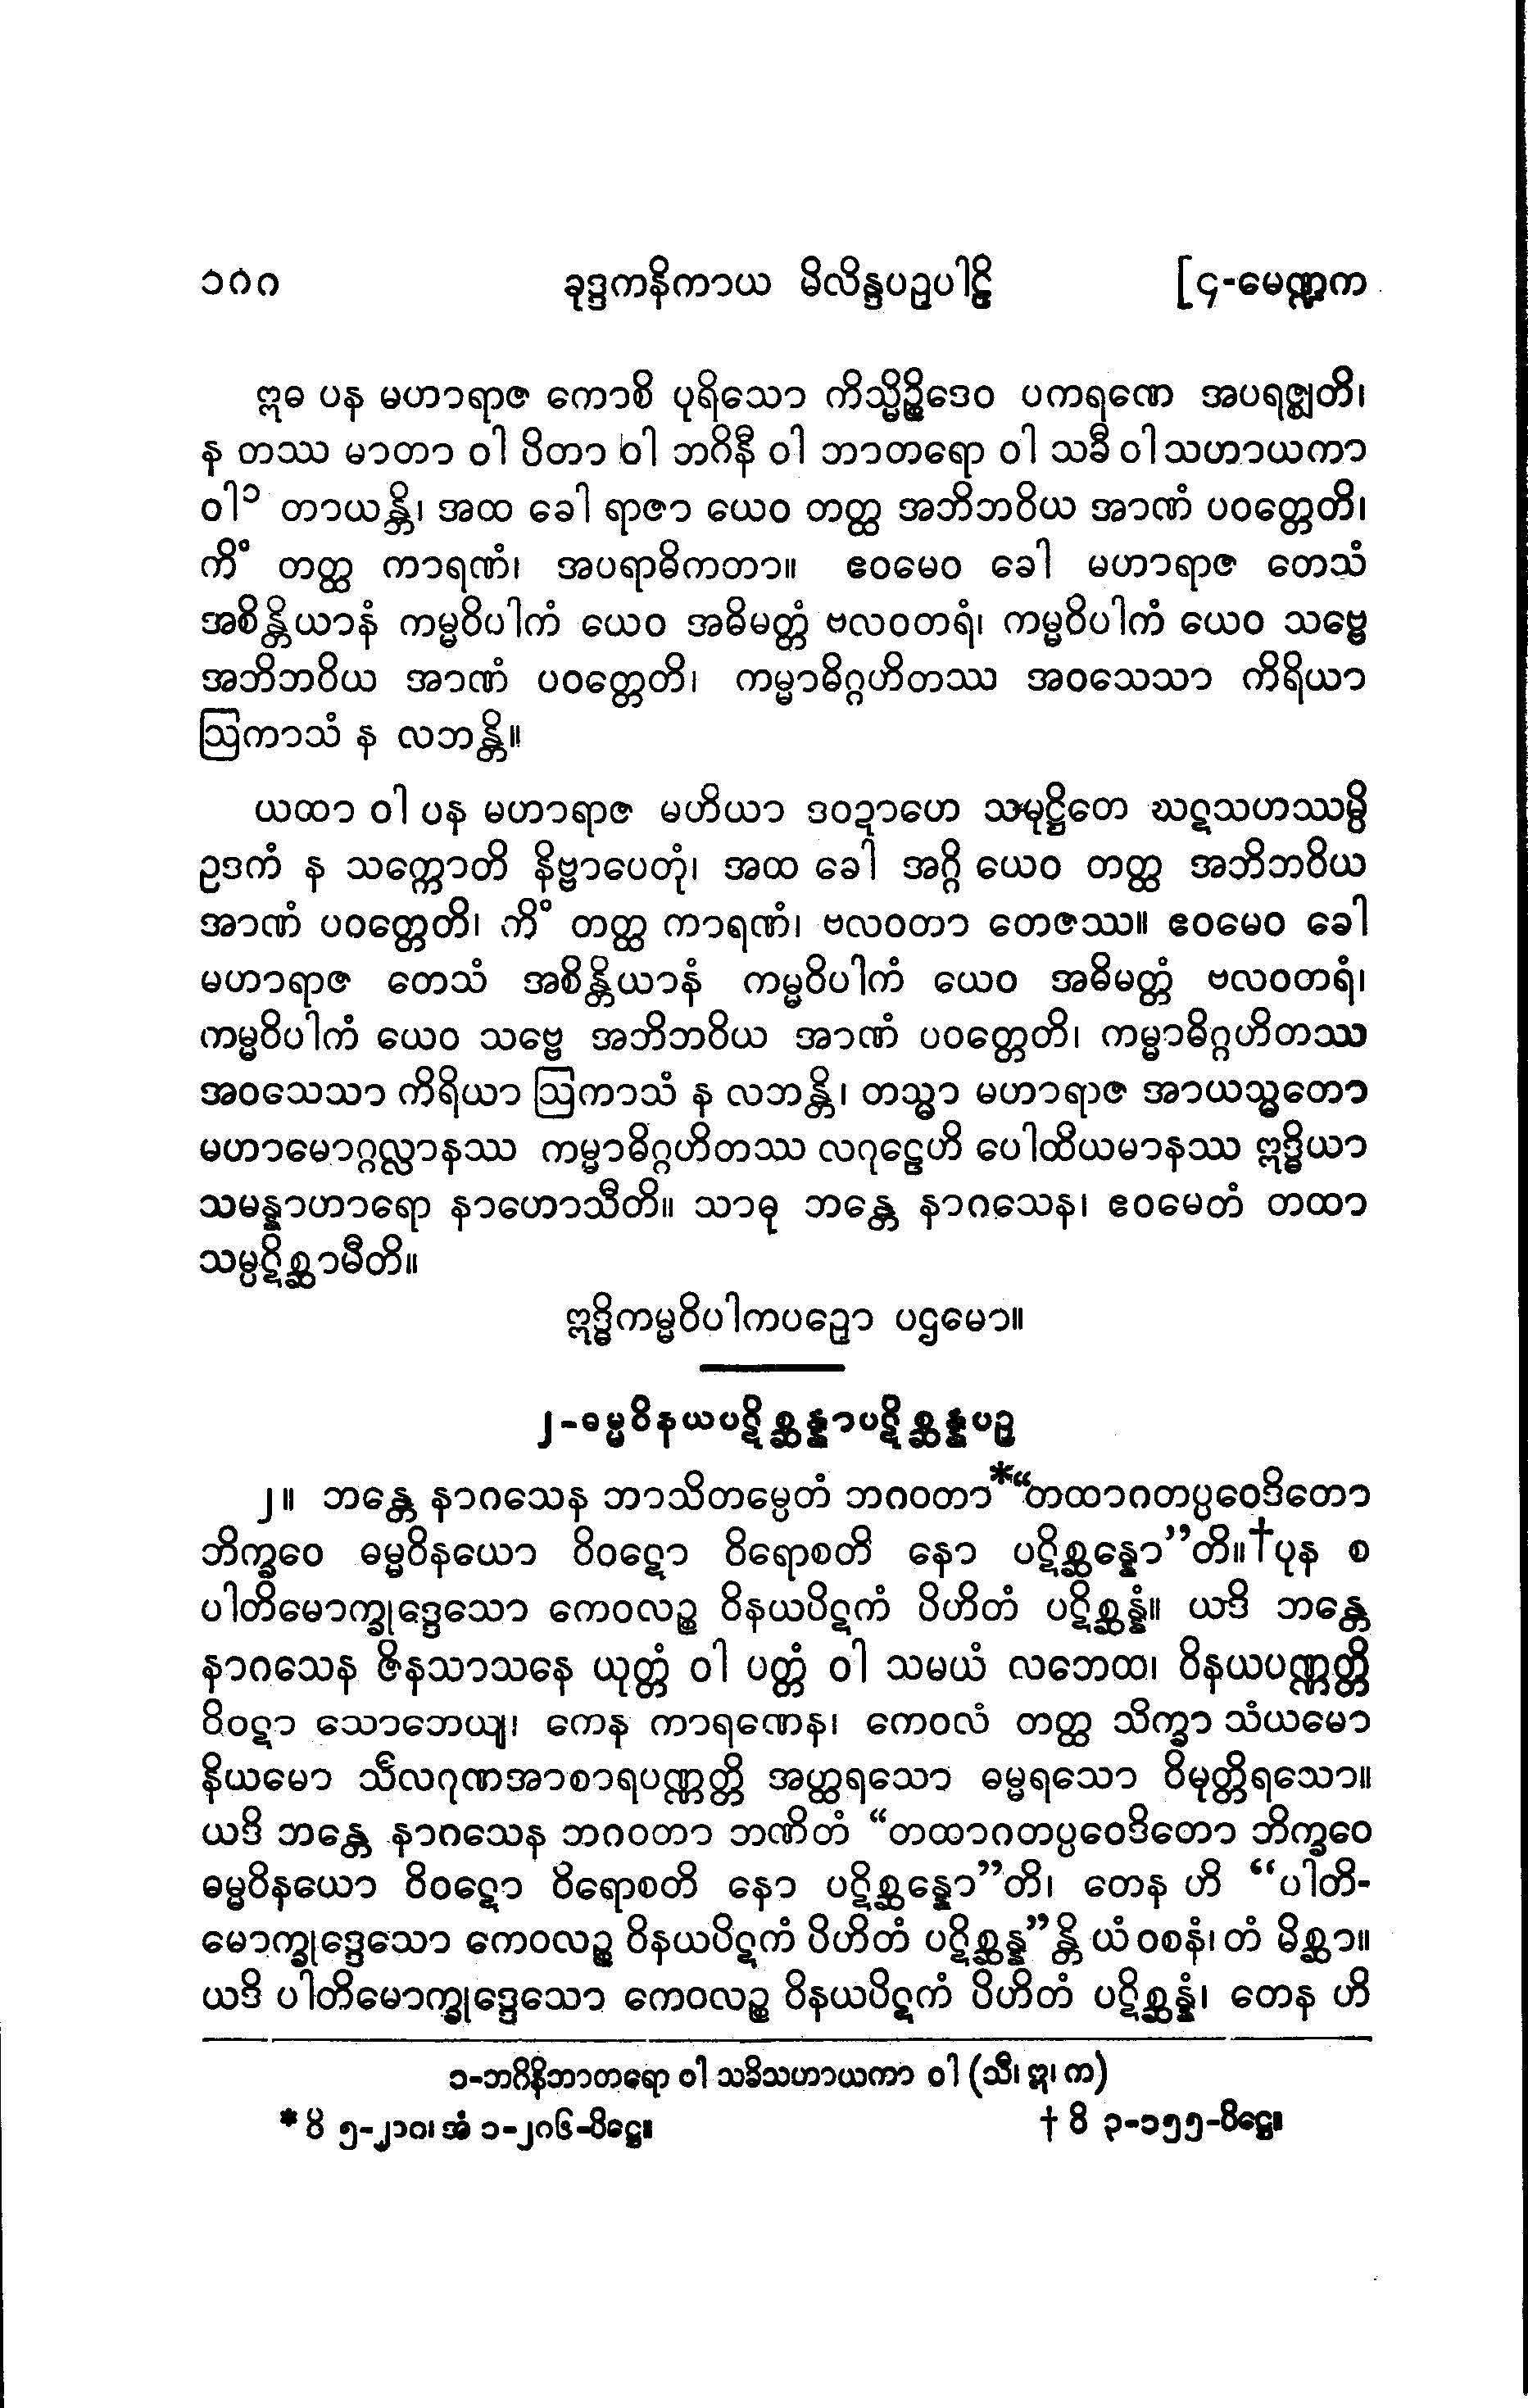 ၁၈၈ ခုဒ္ဒကနိကာယ မိလိန္ဒပဉှပါဠိ [၄-မေဏ္ဍက
ဣဓ ပန မဟာရာဇ ကောစိ ပုရိသော ကိသ္မိဉ္စိဒေဝ ပကရဏေ အပရဇ္ဈတိ၊
န တဿ မာတာ ဝါ ပိတာ ဝါ ဘဂိနီ ဝါ ဘာတရော ဝါ သခီ ဝါ သဟာယကာ
ဝါ၁ တာယန္တိ၊ အထ ခေါ ရာဇာ ယေဝ တတ္ထ အဘိဘဝိယ အာဏံ ပဝတ္တေတိ၊
ကိံ တတ္ထ ကာရဏံ၊ အပရာဓိကတာ။ ဧဝမေဝ ခေါ မဟာရာဇ တေသံ
အစိန္တိယာနံ ကမ္မဝိပါကံ ယေဝ အဓိမတ္တံ ဗလဝတရံ၊ ကမ္မဝိပါကံ ယေဝ သဗ္ဗေ
အဘိဘဝိယ အာဏံ ပဝတ္တေတိ၊ ကမ္မာဓိဂ္ဂဟိတဿ အဝသေသာ ကိရိယာ
ဩကာသံ န လဘန္တိ။
ယထာ ဝါ ပန မဟာရာဇ မဟိယာ ဒဝဍာဟေ သမုဋ္ဌိတေ ဃဋသဟဿမ္ပိ
ဥဒကံ န သက္ကောတိ နိဗ္ဗာပေတုံ၊ အထ ခေါ အဂ္ဂိ ယေဝ တတ္ထ အဘိဘဝိယ
အာဏံ ပဝတ္တေတိ၊ ကိံ တတ္ထ ကာရဏံ၊ ဗလဝတာ တေဇဿ။ ဧဝမေဝ ခေါ
မဟာရာဇ တေသံ အစိန္တိယာနံ ကမ္မဝိပါကံ ယေဝ အဓိမတ္တံ ဗလဝတရံ၊
ကမ္မဝိပါကံ ယေဝ သဗ္ဗေ အဘိဘဝိယ အာဏံ ပဝတ္တေတိ၊ ကမ္မာဓိဂ္ဂဟိတဿ
အဝသေသာ ကိရိယာ ဩကာသံ န လဘန္တိ၊ တသ္မာ မဟာရာဇ အာယသ္မတော
မဟာမောဂ္ဂလ္လာနဿ ကမ္မာဓိဂ္ဂဟိတဿ လဂုဠေဟိ ပေါထိယမာနဿ ဣဒ္ဓိယာ
သမန္နာဟာရော နာဟောသီတိ။ သာဓု ဘန္တေ နာဂသေန၊ ဧဝမေတံ တထာ
သမ္ပဋိစ္ဆာမီတိ။
ဣဒ္ဓိကမ္မဝိပါကပဉှော ပဌမော။
၂-ဓမ္မဝိနယပဋိစ္ဆန္နာပဋိစ္ဆန္နပဉှ
၂။ ဘန္တေ နာဂသေန ဘာသိတမ္ပေတံ ဘဂဝတာ*“တထာဂတပ္ပဝေဒိတော
ဘိက္ခဝေ ဓမ္မဝိနယော ဝိဝဋော ဝိရောစတိ နော ပဋိစ္ဆန္နော”တိ။†ပုန စ
ပါတိမောက္ခုဒ္ဒေသော ကေဝလဉ္စ ဝိနယပိဋကံ ပိဟိတံ ပဋိစ္ဆန္နံ။ ယဒိ ဘန္တေ
နာဂသေန ဇိနသာသနေ ယုတ္တံ ဝါ ပတ္တံ ဝါ သမယံ လဘေထ၊ ဝိနယပဏ္ဏတ္တိ
ဝိဝဋာ သောဘေယျ၊ ကေန ကာရဏေန၊ ကေဝလံ တတ္ထ သိက္ခာ သံယမော
နိယမော သီလဂုဏအာစာရပဏ္ဏတ္တိ အတ္ထရသော ဓမ္မရသော ဝိမုတ္တိရသော။
ယဒိ ဘန္တေ နာဂသေန ဘဂဝတာ ဘဏိတံ “တထာဂတပ္ပဝေဒိတော ဘိက္ခဝေ
ဓမ္မဝိနယော ဝိဝဋော ဝိရောစတိ နော ပဋိစ္ဆန္နော”တိ၊ တေန ဟိ “ပါတိ-
မောက္ခုဒ္ဒေသော ကေဝလဉ္စ ဝိနယပိဋကံ ပိဟိတံ ပဋိစ္ဆန္န”န္တိ ယံ ဝစနံ၊ တံ မိစ္ဆာ။
ယဒိ ပါတိမောက္ခုဒ္ဒေသော ကေဝလဉ္စ ဝိနယပိဋကံ ပိဟိတံ ပဋိစ္ဆန္နံ၊ တေန ဟိ
၁-ဘဂိနိဘာတရော ဝါ သခိသဟာယကာ ဝါ (သီ၊ ဣ၊ က)
* ဝိ ၅-၂၁၈၊ အံ ၁-၂၈၆-ပိဋ္ဌေ။ † ဝိ ၃-၁၅၅-ပိဋ္ဌေ။